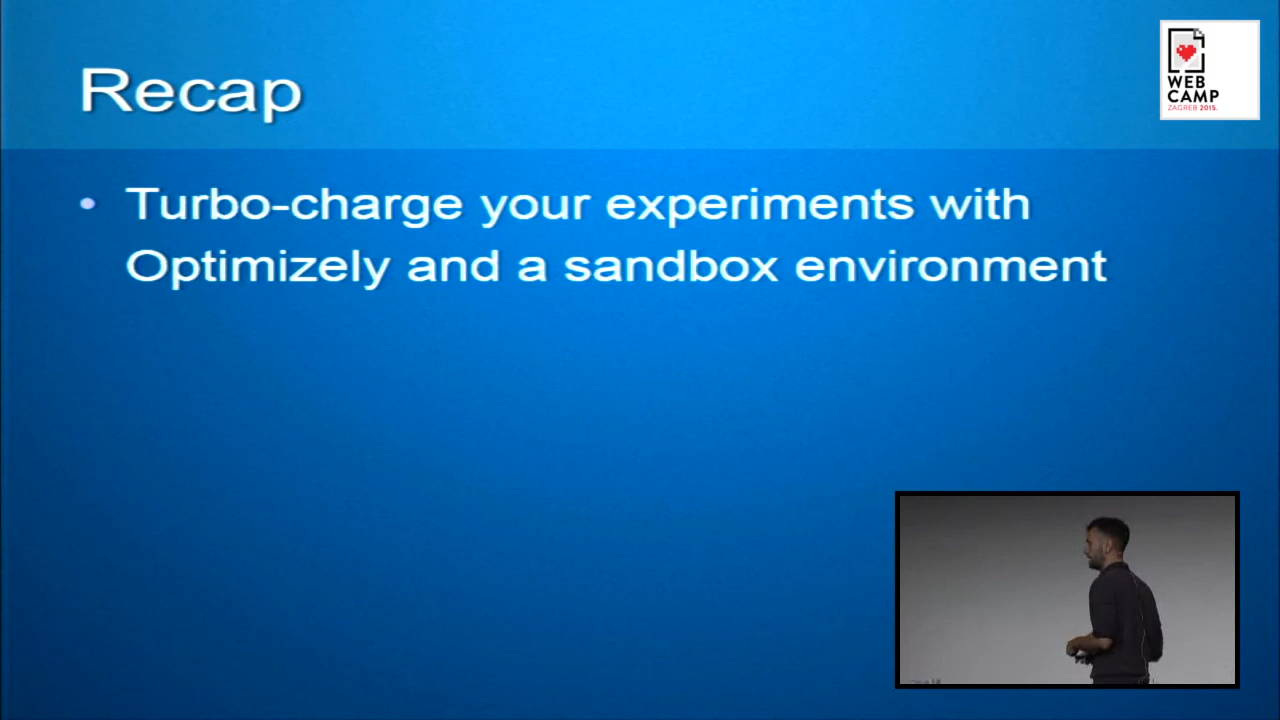 Recap
WEB
CAMP
ZAGREB 2015.
• Turbo-charge your experiments with
Optimizely and a sandbox environment